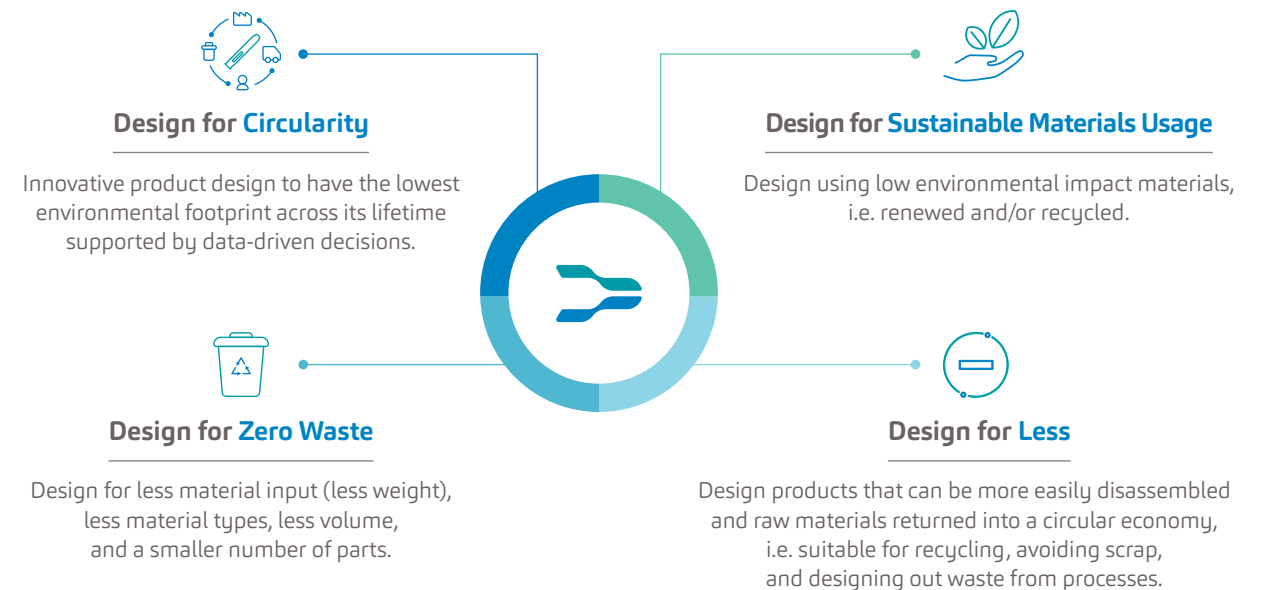 Design for Circularity
Innovative product design to have the lowest
environmental footprint across its lifetime
supported by data-driven decisions.
Design for Sustainable Materials Usage
Design using low environmental impact materials,
i.e. renewed and/or recycled.
Design for Zero Waste
Design for less material input (less weight),
less material types, less volume,
and a smaller number of parts.
Design for Less
Design products that can be more easily disassembled
and raw materials returned into a circular economy,
i.e. suitable for recycling, avoiding scrap,
and designing out waste from processes.